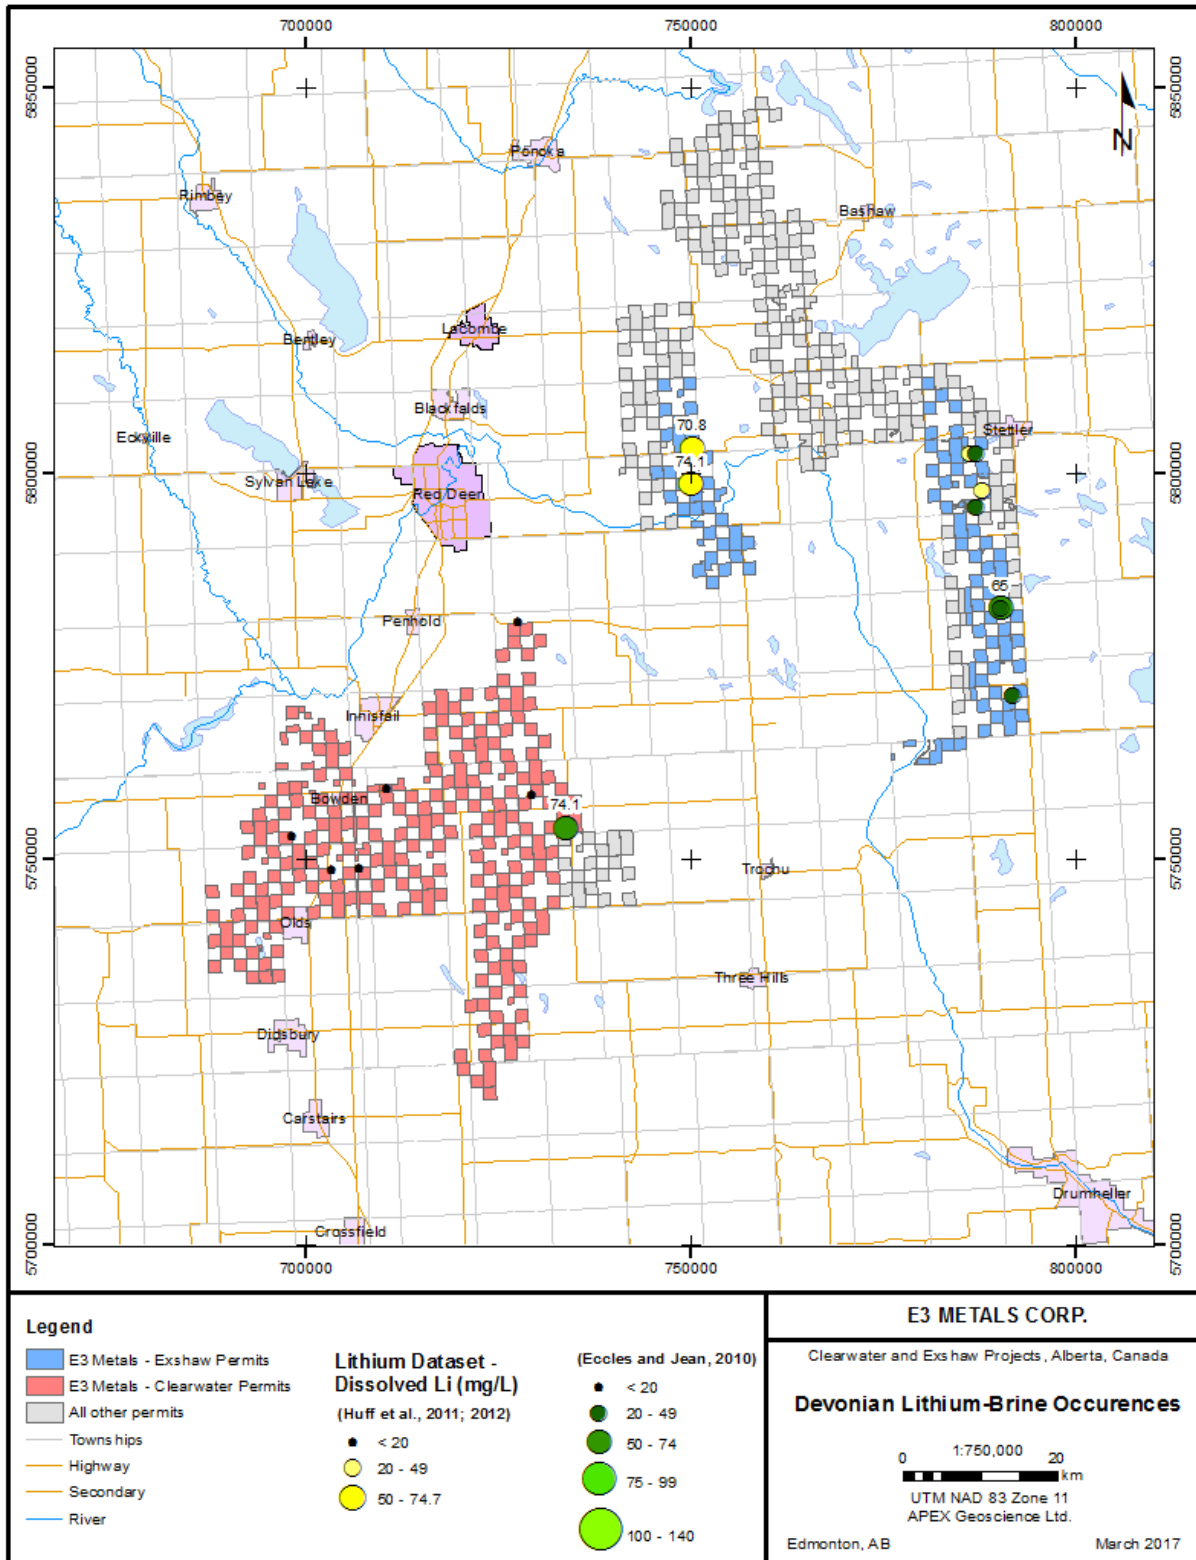 7000000
750000
800000
5850000
5850000
N
Ponoka
Rimbey
Bashaw
Lacombe
Bentley
Blackfalds
70.8
Stettler
Eckville
5800000
74.1
5800000
Sylvan Lake
Red Deer
65
Penhold
Innisfail
Bowden
74.1
5750000
Trochu
5750000
Olds
Three Hills
Didsbury
Carstairs
Drumheller
Crossfield
5700000
5700000
700000
750000
800000
Legend
E3 Metals - Exshaw Permits
E3 Metals - Clearwater Permits
All other permits
Townships
Highway
Secondary
River
Lithium Dataset -
Dissolved Li (mg/L)
(Huff et al., 2011; 2012)
< 20
20 - 49
50 - 74.7
(Eccles and Jean, 2010)
< 20
20 - 49
50 - 74
75 - 99
100 - 140
E3 METALS CORP.
Clearwater and Exshaw Projects, Alberta, Canada
Devonian Lithium-Brine Occurences
1:750,000
0 20
km
UTM NAD 83 Zone 11
APEX Geoscience Ltd.
Edmonton, AB March 2017